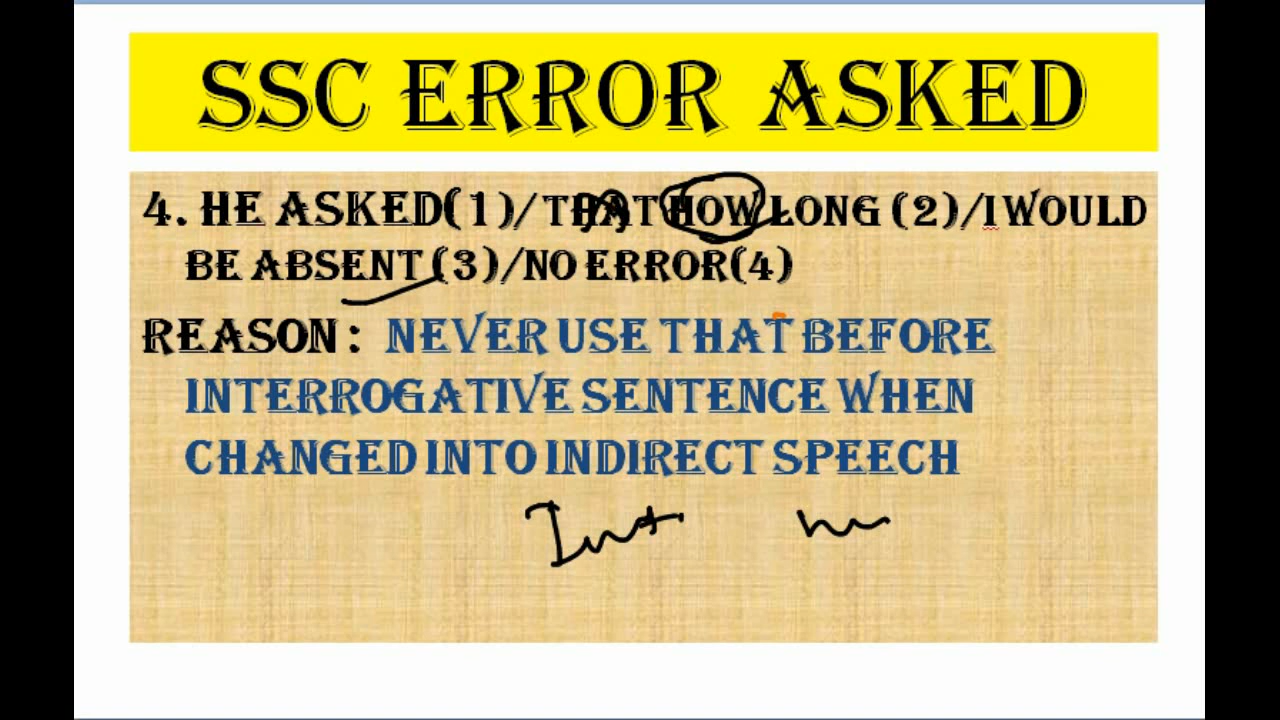 SSC ERROR ASKED
4. HE ASKED(1)/THAT HOW LONG (2)/I WOULD
BE ABSENT (3)/NO ERROR(4)
REASON: NEVER USE THAT BEFORE
INTERROGATIVE SENTENCE WHEN
CHANGED INTO INDIRECT SPEECH
Int